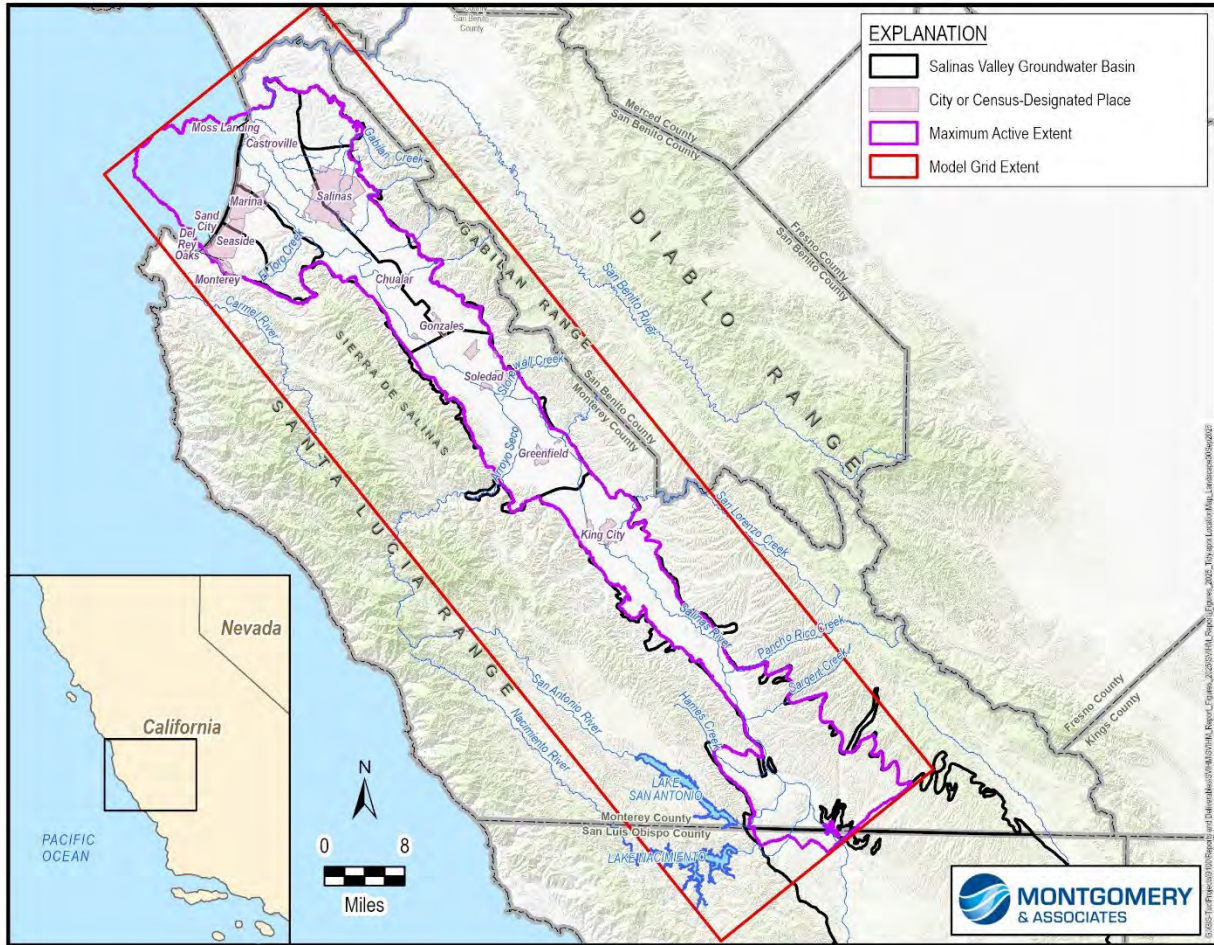 EXPLANATION
Salinas Valley Groundwater Basin
City or Census-Designated Place
Maximum Active Extent
Model Grid Extent
San Benito
County
Merced County
San Benito County
Fresno County
San Benito County
Moss Landing
Castroville
Gabilan Creek
Salinas
Marina
Sand
City
Seaside
Del
Rey
Oaks
Monterey
El Toro Creek
Chualar
Gonzales
Soledad
Stonewall Creek
Greenfield
Arroyo Seco
King City
Carmel River
SIERRA DE SALINAS
SANTA LUCIA RANGE
GABILAN RANGE
DIABLO RANGE
San Benito River
San Benito County
Monterey County
San Lorenzo Creek
Salinas River
Pancho Rico Creek
Sargent Creek
Hames Creek
San Antonio River
Nacimiento River
LAKE
SAN ANTONIO
Monterey County
San Luis Obispo County
LAKE NACIMIENTO
Fresno County
Kings County
Nevada
California
PACIFIC
OCEAN
N
0 8
Miles
MONTGOMERY
& ASSOCIATES